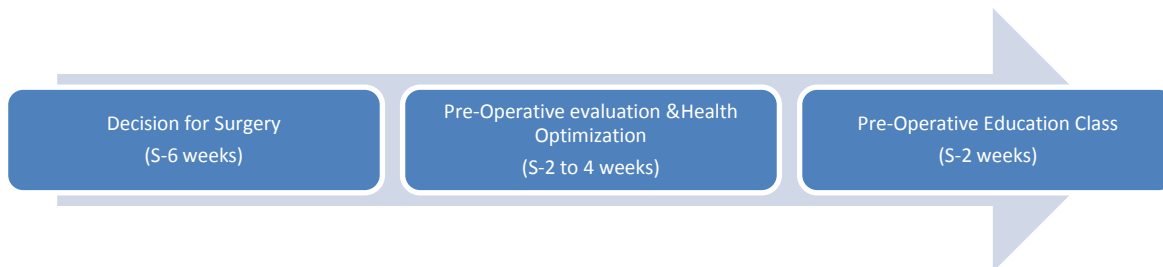 Decision for Surgery
(S-6 weeks)
Pre-Operative evaluation &Health
Optimization
(S-2 to 4 weeks)
Pre-Operative Education Class
(S-2 weeks)